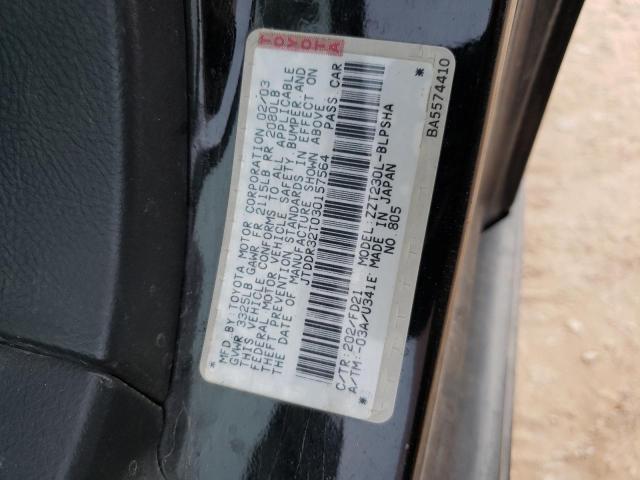 TOYOTA
MFD.BY:TOYOTA MOTOR CORPORATION 02/03
GVWR 3325LB GAWR FR 2115LB RR 2080LB
THIS VEHICLE CONFORMS TO ALL APPLICABLE
FEDERAL MOTOR VEHICLE SAFETY BUMPER AND
THEFT PREVENTION STANDARDS IN EFFECT ON
THE DATE OF MANUFACTURE SHOWN ABOVE.
* JTDDR32T030157564 PASS CAR *
C/TR:202/FD21 MODEL:ZZT230L-BLPSHA
A/TM:-03A/U341E MADE IN JAPAN
* NO.805 *
BA5574410